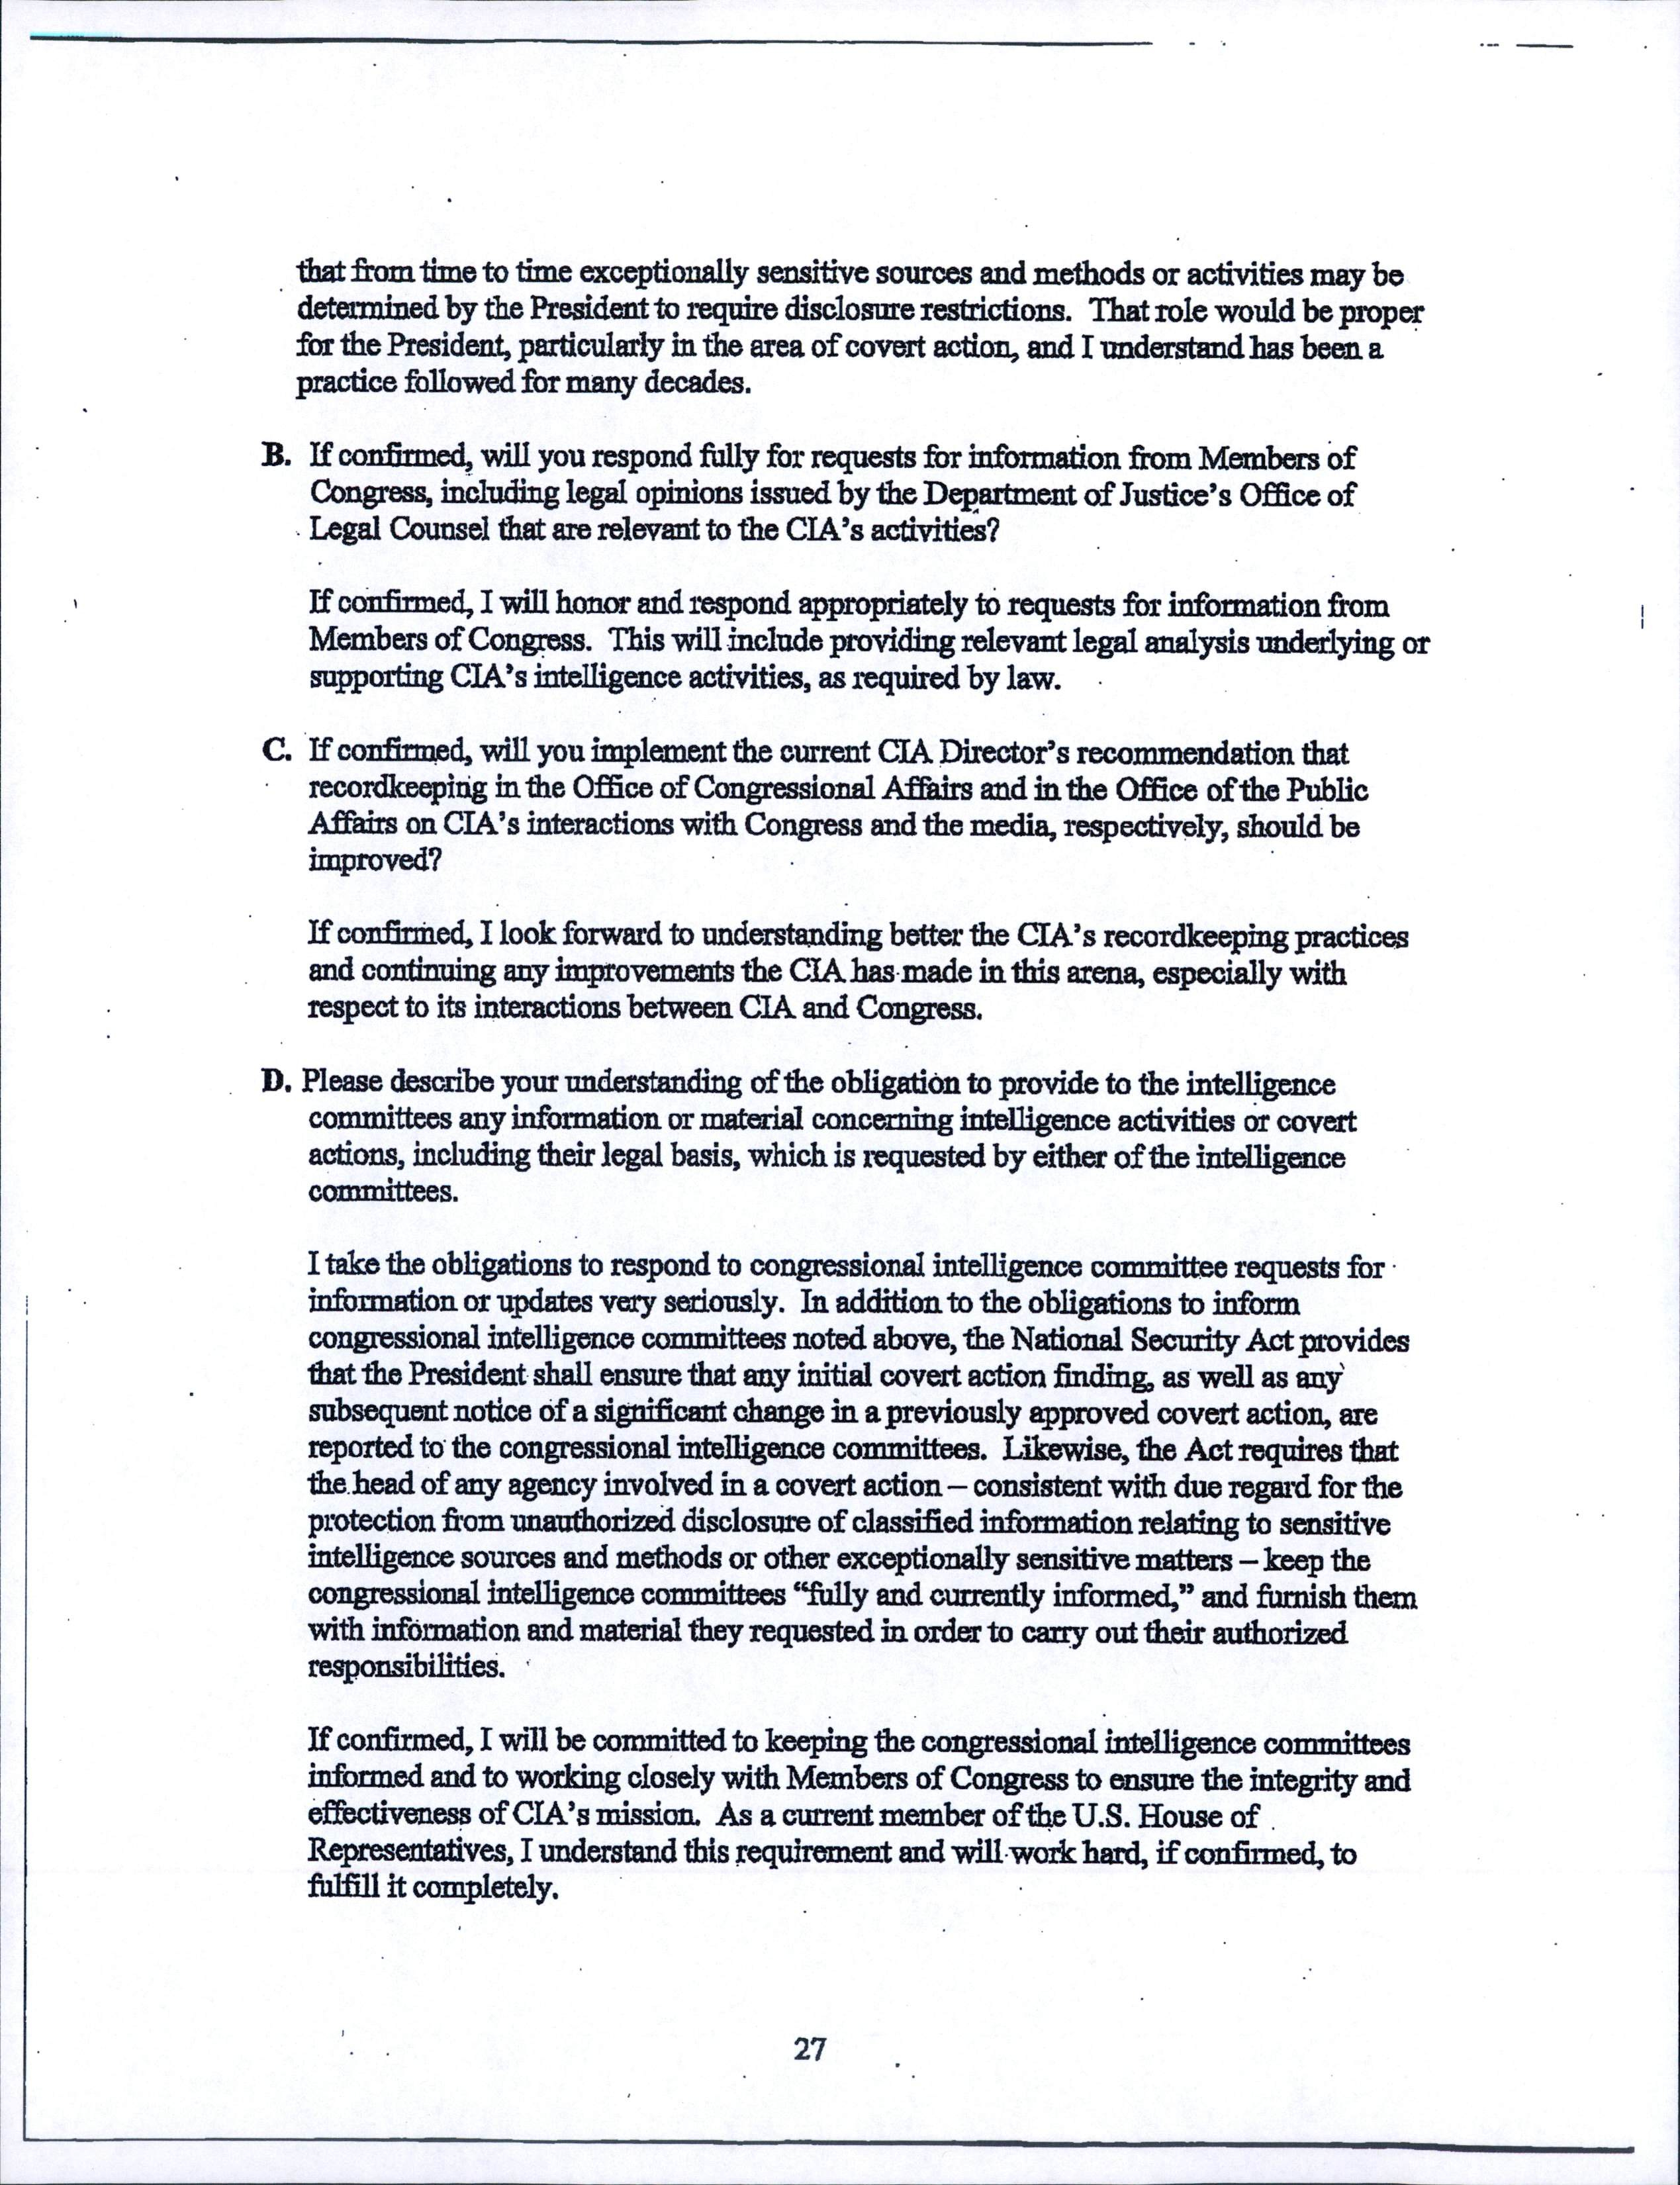 that from time to time exceptionally sensitive sources and methods or activities may be
determined by the President to require disclosure restrictions. That role would be proper
for the President, particularly in the area of covert action, and I understand has been a
practice followed for many decades.
B. If confirmed, will you respond fully for requests for information from Members of
Congress, including legal opinions issued by the Department of Justice's Office of
Legal Counsel that are relevant to the CIA's activities?
If confirmed, I will honor and respond appropriately to requests for information from
Members of Congress. This will include providing relevant legal analysis underlying or
supporting CIA's intelligence activities, as required by law.
C. If confirmed, will you implement the current CIA Director's recommendation that
recordkeeping in the Office of Congressional Affairs and in the Office of the Public
Affairs on CIA's interactions with Congress and the media, respectively, should be
improved?
If confirmed, I look forward to understanding better the CIA's recordkeeping practices
and continuing any improvements the CIA has made in this arena, especially with
respect to its interactions between CIA and Congress.
D. Please describe your understanding of the obligation to provide to the intelligence
committees any information or material concerning intelligence activities or covert
actions, including their legal basis, which is requested by either of the intelligence
committees.
I take the obligations to respond to congressional intelligence committee requests for
information or updates very seriously. In addition to the obligations to inform
congressional intelligence committees noted above, the National Security Act provides
that the President shall ensure that any initial covert action finding, as well as any
subsequent notice of a significant change in a previously approved covert action, are
reported to the congressional intelligence committees. Likewise, the Act requires that
the head of any agency involved in a covert action – consistent with due regard for the
protection from unauthorized disclosure of classified information relating to sensitive
intelligence sources and methods or other exceptionally sensitive matters – keep the
congressional intelligence committees “fully and currently informed,” and furnish them
with information and material they requested in order to carry out their authorized
responsibilities.
If confirmed, I will be committed to keeping the congressional intelligence committees
informed and to working closely with Members of Congress to ensure the integrity and
effectiveness of CIA's mission. As a current member of the U.S. House of
Representatives, I understand this requirement and will work hard, if confirmed, to
fulfill it completely.
27